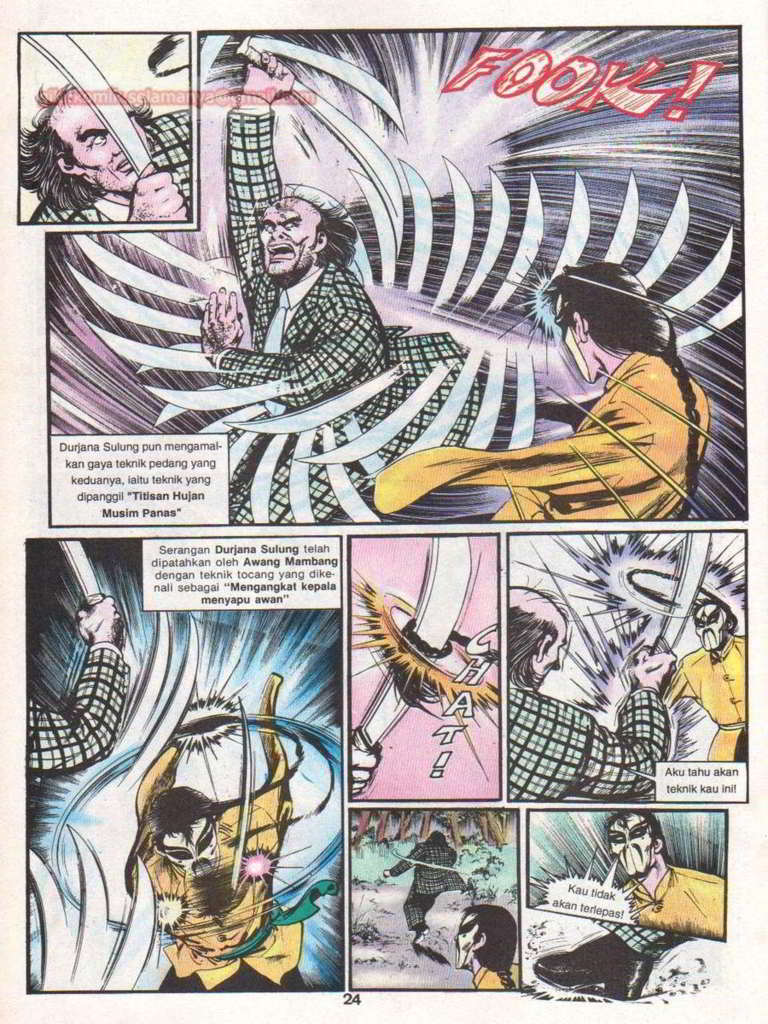 FOOK!
Durjana Sulung pun mengamal-
kan gaya teknik pedang yang
keduanya, iaitu teknik yang
dipanggil "Titisan Hujan
Musim Panas"
Serangan Durjana Sulung telah
dipatahkan oleh Awang Mambang
dengan teknik tocang yang dike-
nali sebagai "Mengangkat kepala
menyapu awan"
CHAT!
Aku tahu akan
teknik kau ini!
Kau tidak
akan terlepas!
24